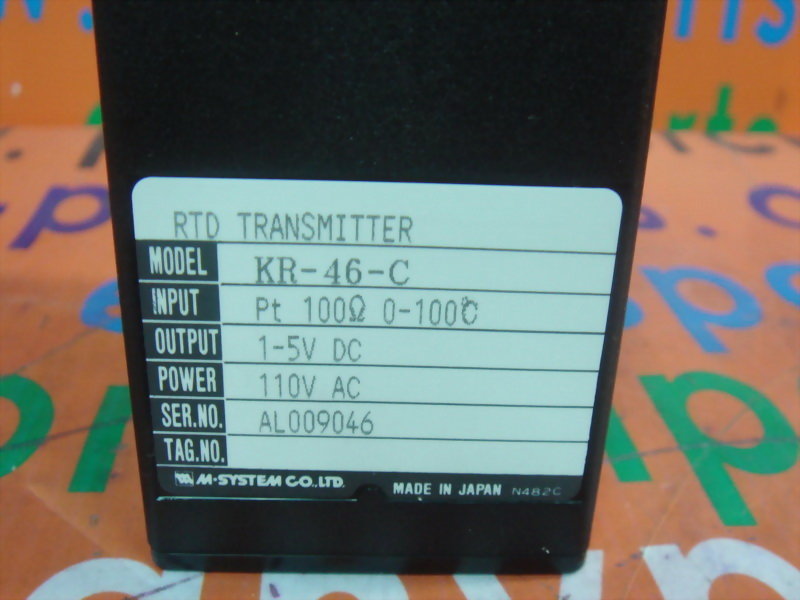 RTD TRANSMITTER
MODEL KR-46-C
INPUT Pt 100Ω 0-100℃
OUTPUT 1-5V DC
POWER 110V AC
SER.NO. AL009046
TAG.NO.
M-SYSTEM CO.,LTD. MADE IN JAPAN N482C